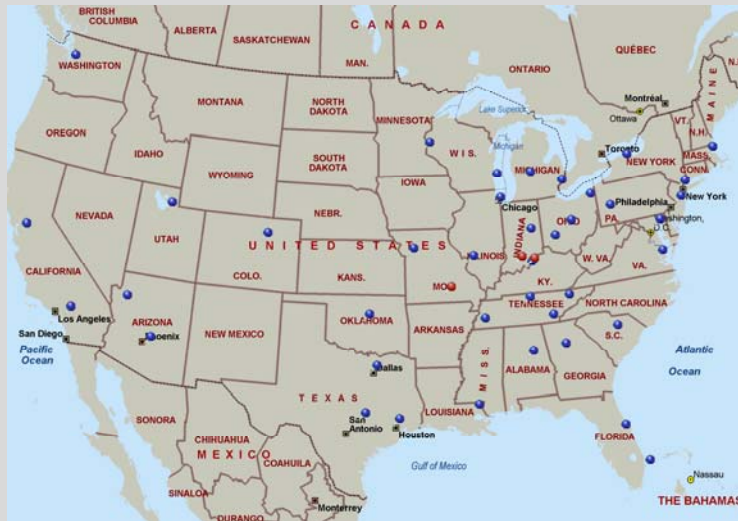 BRITISH
COLUMBIA
ALBERTA
SASKATCHEWAN
MAN.
CANADA
ONTARIO
QUÉBEC
Montréal
Ottawa
MAINE
N.
WASHINGTON
MONTANA
NORTH
DAKOTA
MINNESOTA
Lake Superior
VT.
N.H.
OREGON
IDAHO
SOUTH
DAKOTA
WIS.
Michigan
MICHIGAN
Toronto
NEW YORK
MASS.
CONN.
WYOMING
IOWA
Chicago
New York
Philadelphia
NEVADA
UTAH
NEBR.
PA.
OHIO
INDIANA
ILLINOIS
Washington,
D.C.
UNITED STATES
CALIFORNIA
COLO.
KANS.
MO.
W. VA.
VA.
KY.
Los Angeles
ARIZONA
Phoenix
NEW MEXICO
OKLAHOMA
ARKANSAS
TENNESSEE
NORTH CAROLINA
San Diego
Pacific
Ocean
Dallas
MISS.
ALABAMA
GEORGIA
S.C.
Atlantic
Ocean
TEXAS
LOUISIANA
SONORA
CHIHUAHUA
San
Antonio
Houston
FLORIDA
MEXICO
COAHUILA
Gulf of Mexico
Nassau
SINALOA
Monterrey
THE BAHAMAS
DURANGO